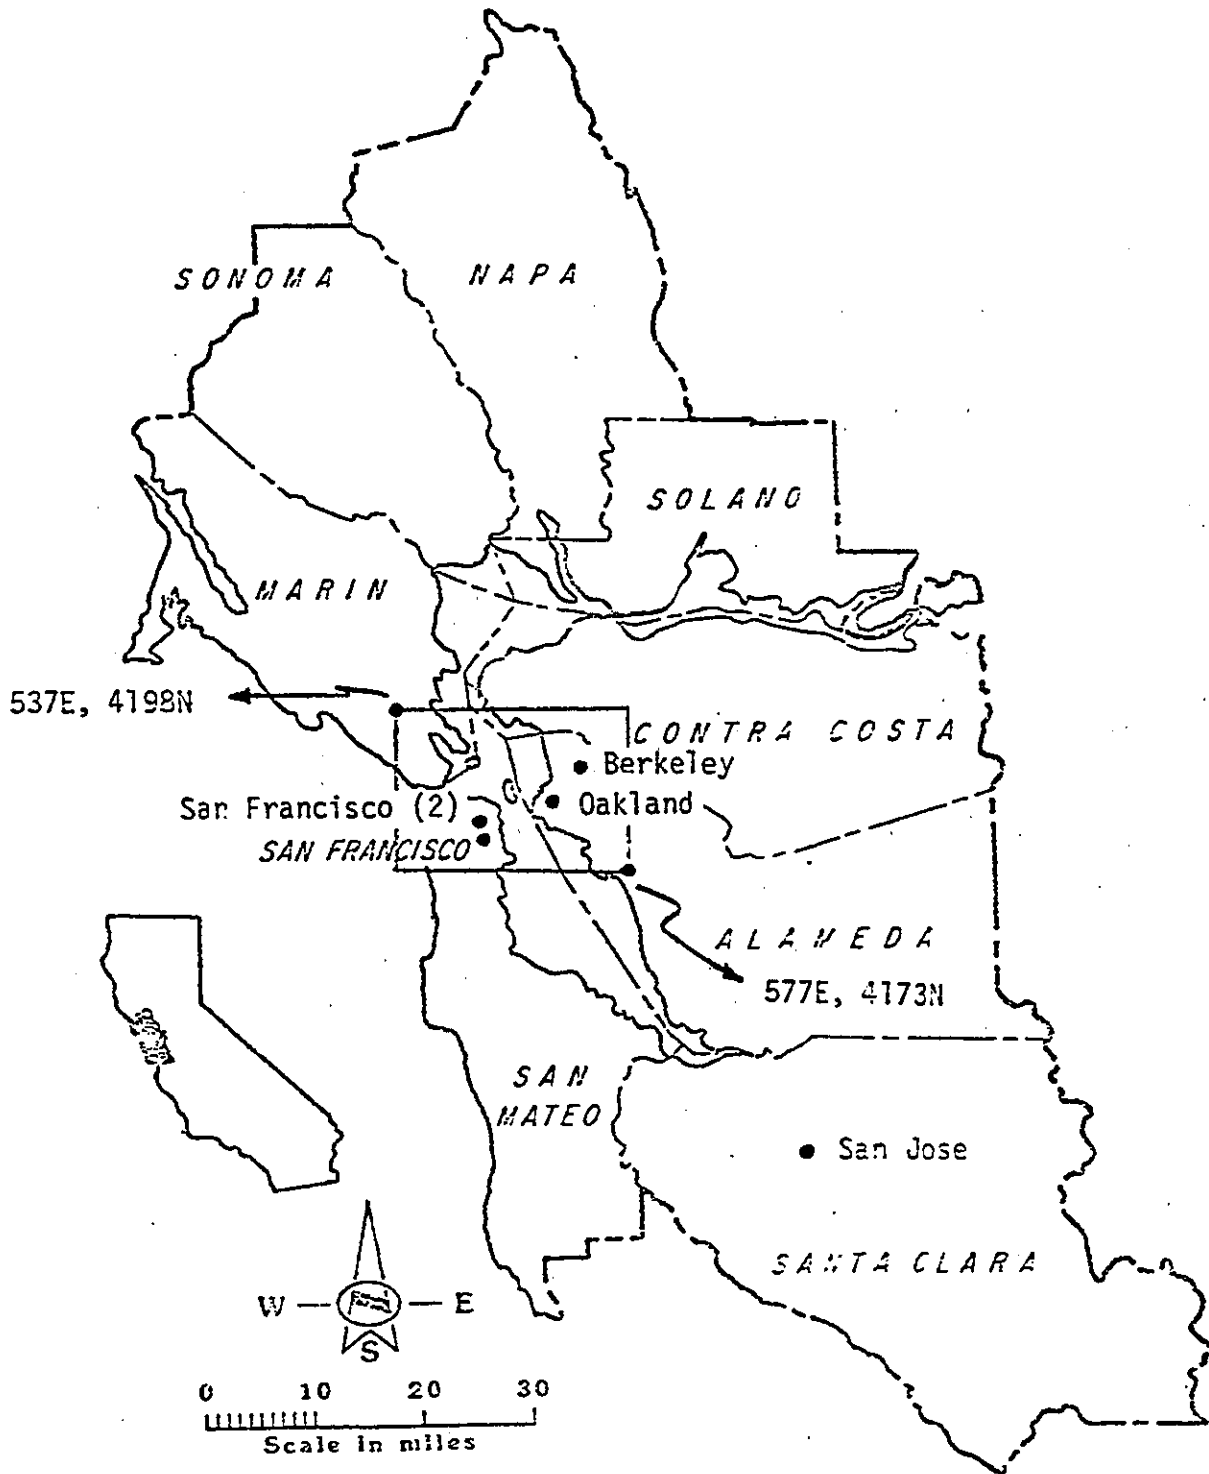 SONOMA
NAPA
SOLANO
MARIN
537E, 4198N
CONTRA COSTA
Berkeley
San Francisco (2)
Oakland
SAN FRANCISCO
ALAMEDA
577E, 4173N
SAN
MATEO
San Jose
SANTA CLARA
W E
S
0 10 20 30
Scale in miles